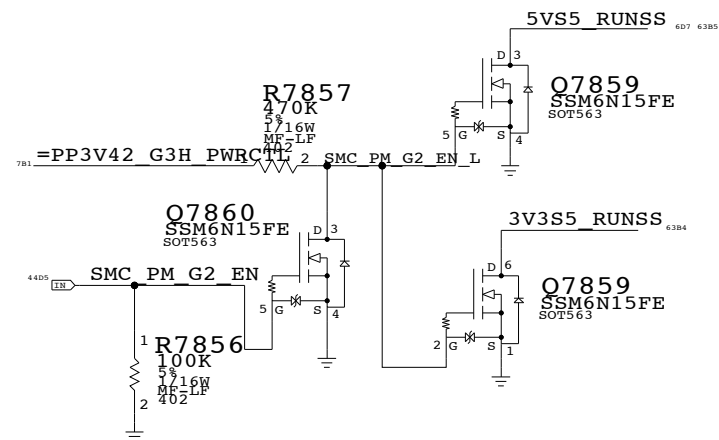 5VS5_RUNSS
6D7 63B5
D 3
Q7859
SSM6N15FE
SOT563
5 G S
4
R7857
470K
5%
1/16W
MF-LF
402
7B1
=PP3V42_G3H_PWRCTL
1
2
SMC_PM_G2_EN_L
Q7860
SSM6N15FE
SOT563
D 3
5 G S
4
3V3S5_RUNSS
63B4
D 6
Q7859
SSM6N15FE
SOT563
2 G S
1
44D5
IN
SMC_PM_G2_EN
1
R7856
100K
5%
1/16W
MF-LF
402
2